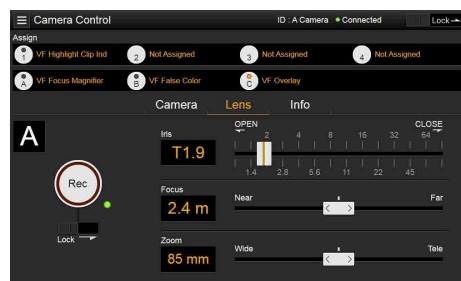 Camera Control
ID : A Camera
Connected
Lock
Assign
1 VF Highlight Clip Ind
2 Not Assigned
3 Not Assigned
4 Not Assigned
A VF Focus Magnifier
B VF False Color
C VF Overlay
Camera Lens Info
A
Rec
Lock
Iris
T1.9
OPEN CLOSE
2 4 8 16 32 64
1.4 2.8 5.6 11 22 45
Focus
2.4 m
Near Far
Zoom
85 mm
Wide Tele